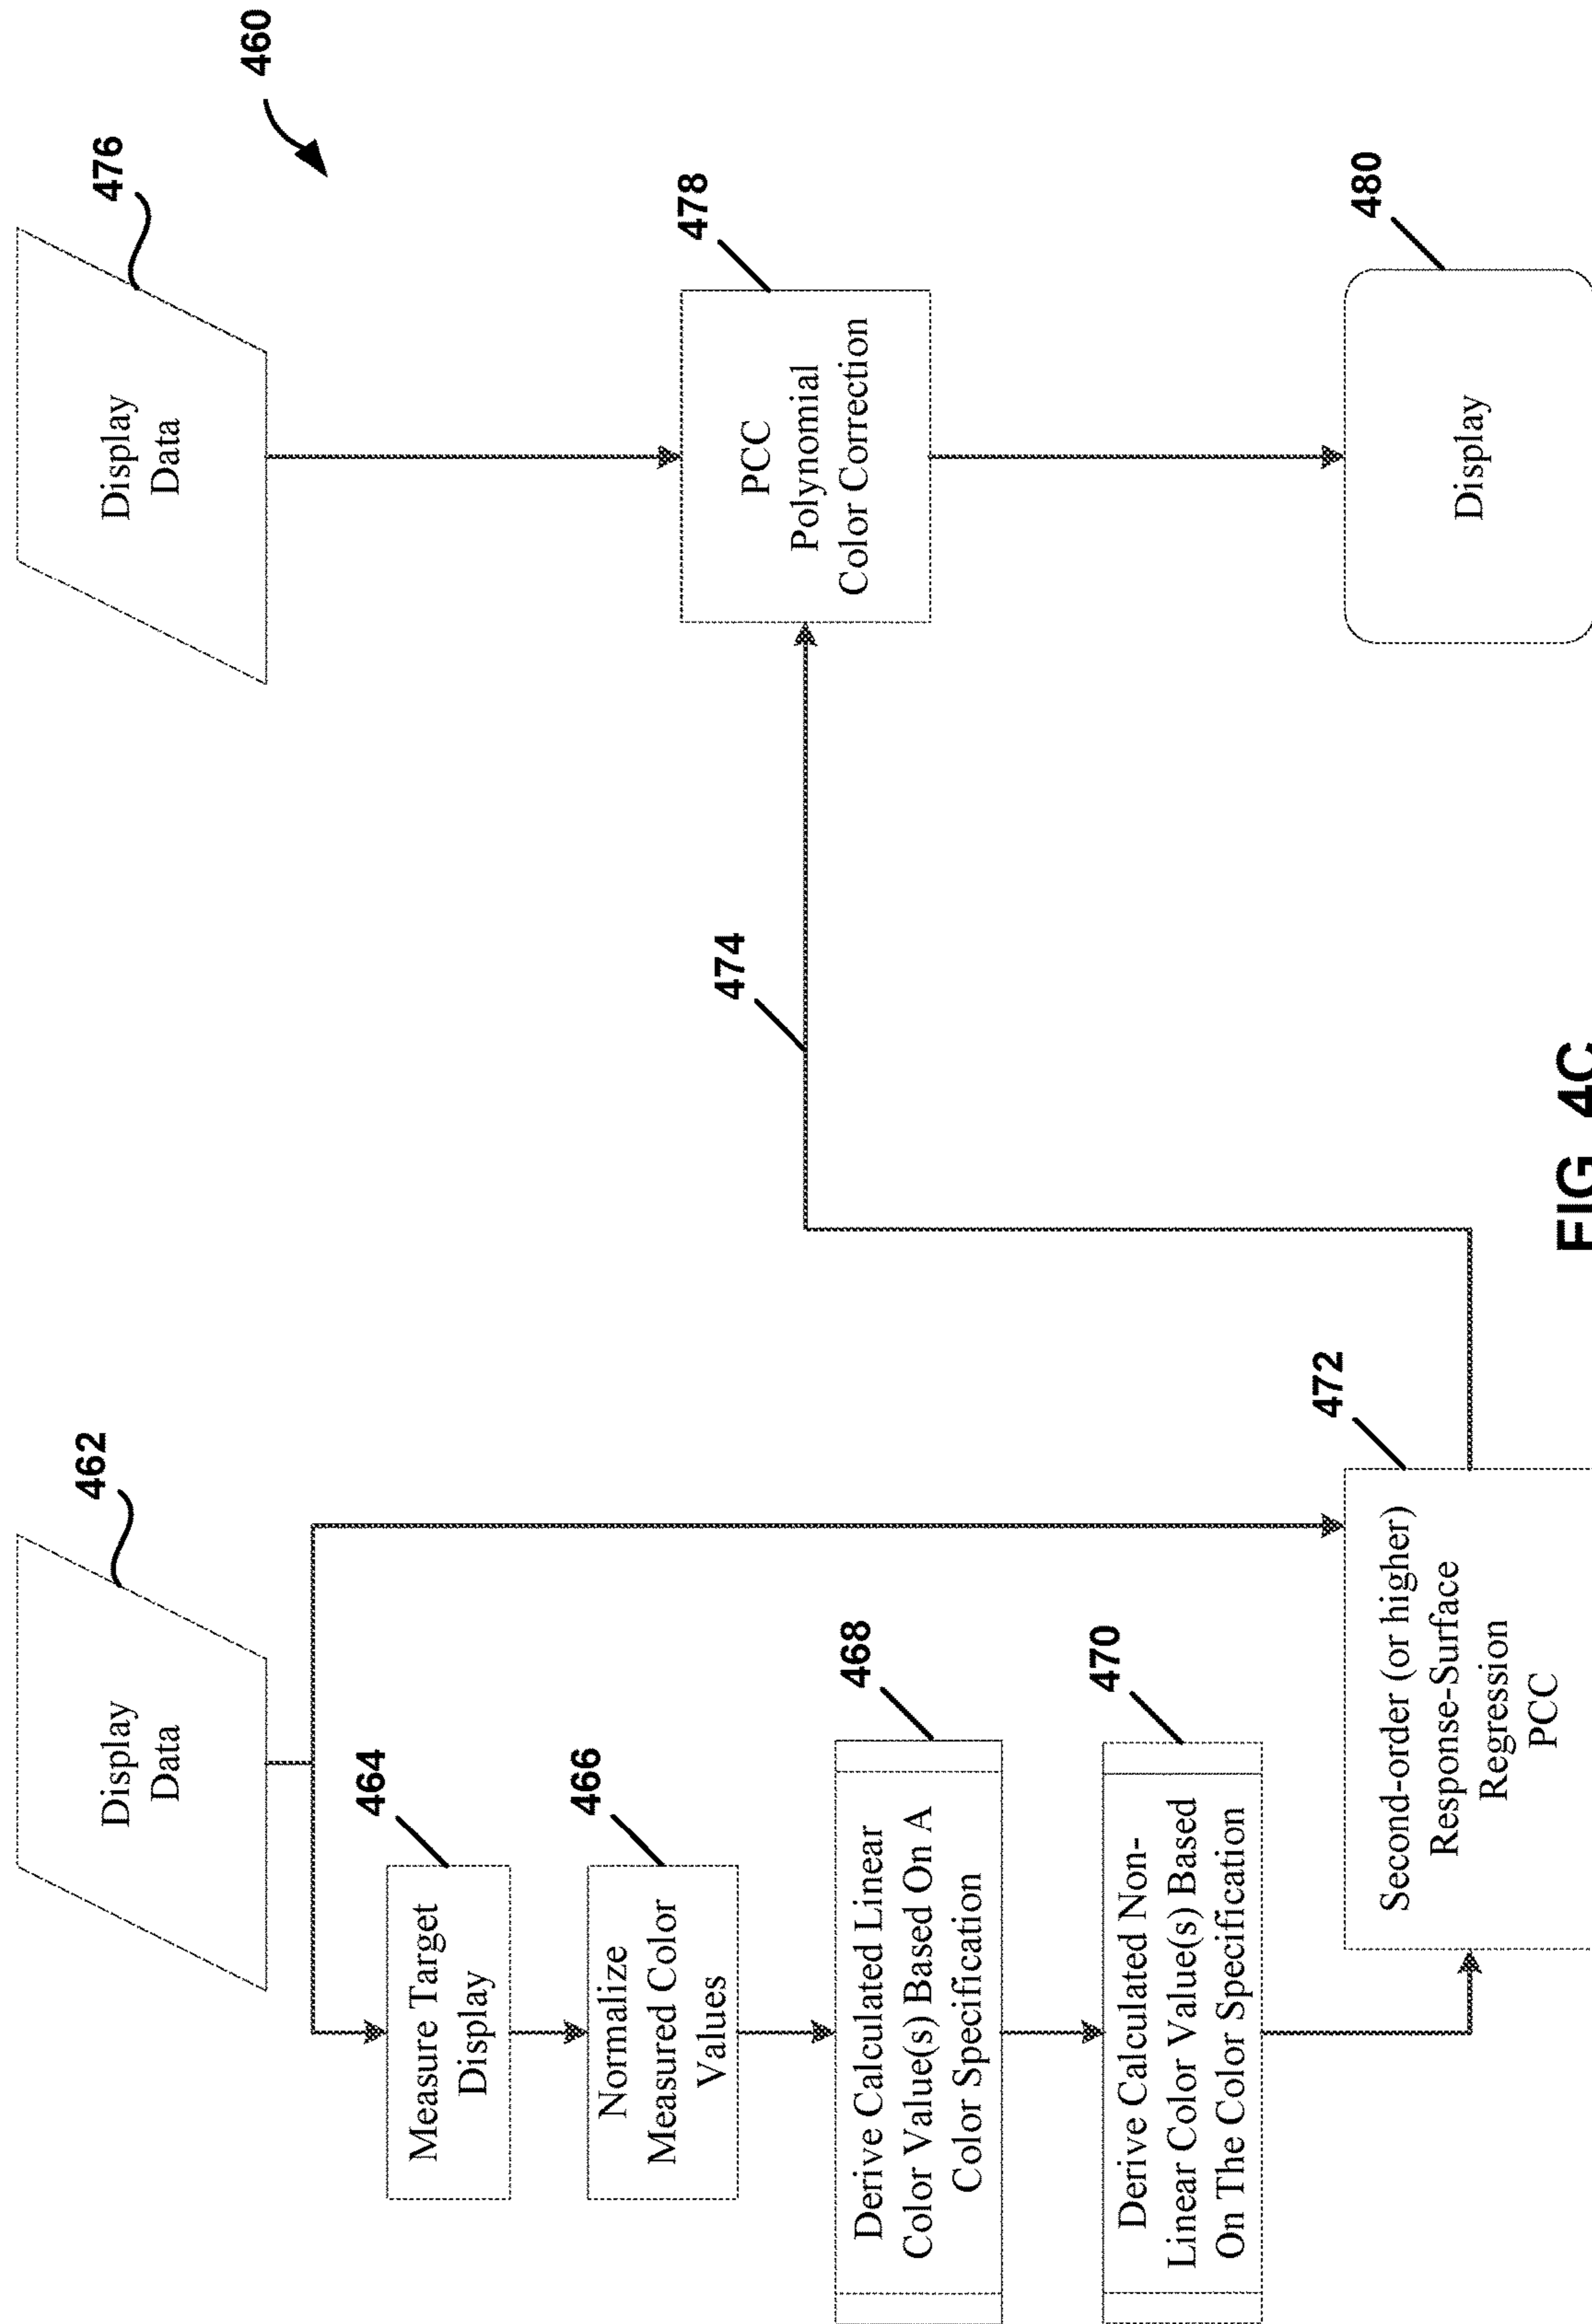 460
462
Display
Data
464
Measure Target
Display
466
Normalize
Measured Color
Values
468
Derive Calculated Linear
Color Value(s) Based On A
Color Specification
470
Derive Calculated Non-
Linear Color Value(s) Based
On The Color Specification
472
Second-order (or higher)
Response-Surface
Regression
PCC
474
476
Display
Data
478
PCC
Polynomial
Color Correction
480
Display
FIG. 4C